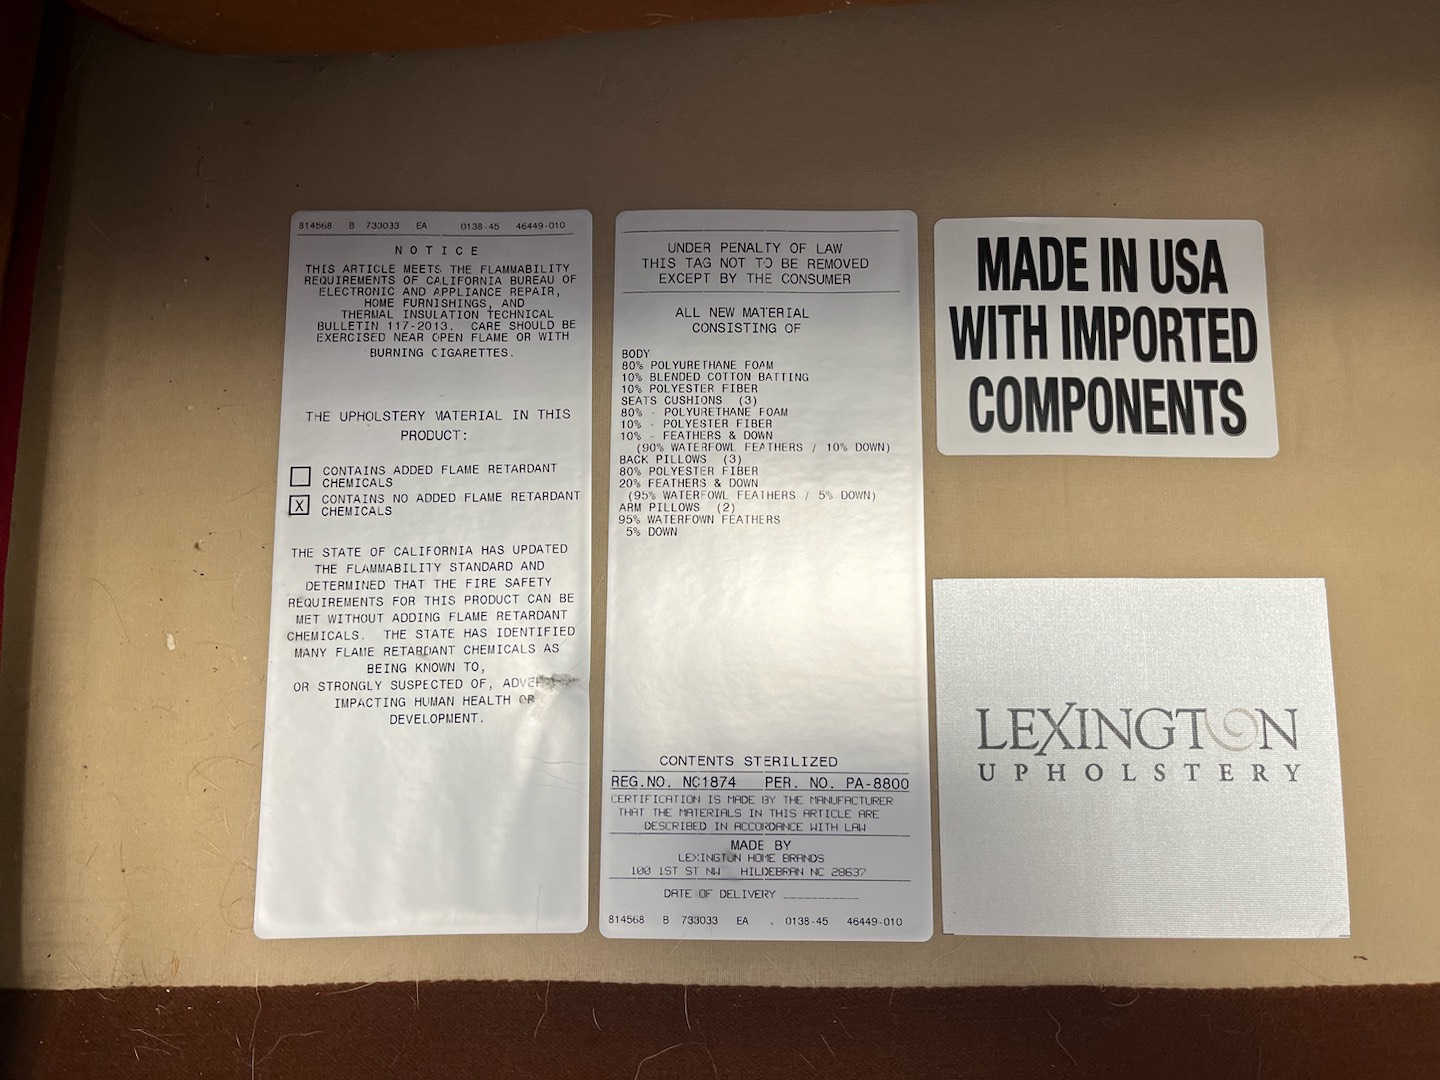 814568 B 733033 EA 0138-45 46449-010
NOTICE
THIS ARTICLE MEETS THE FLAMMABILITY
REQUIREMENTS OF CALIFORNIA BUREAU OF
ELECTRONIC AND APPLIANCE REPAIR,
HOME FURNISHINGS, AND
THERMAL INSULATION TECHNICAL
BULLETIN 117-2013. CARE SHOULD BE
EXERCISED NEAR OPEN FLAME OR WITH
BURNING CIGARETTES.
THE UPHOLSTERY MATERIAL IN THIS
PRODUCT:
CONTAINS ADDED FLAME RETARDANT
CHEMICALS
X CONTAINS NO ADDED FLAME RETARDANT
CHEMICALS
THE STATE OF CALIFORNIA HAS UPDATED
THE FLAMMABILITY STANDARD AND
DETERMINED THAT THE FIRE SAFETY
REQUIREMENTS FOR THIS PRODUCT CAN BE
MET WITHOUT ADDING FLAME RETARDANT
CHEMICALS. THE STATE HAS IDENTIFIED
MANY FLAME RETARDANT CHEMICALS AS
BEING KNOWN TO,
OR STRONGLY SUSPECTED OF,
IMPACTING HUMAN HEALTH OR
DEVELOPMENT.
UNDER PENALTY OF LAW
THIS TAG NOT TO BE REMOVED
EXCEPT BY THE CONSUMER
ALL NEW MATERIAL
CONSISTING OF
BODY
80% POLYURETHANE FOAM
10% BLENDED COTTON BATTING
10% POLYESTER FIBER
SEATS CUSHIONS (3)
80% - POLYURETHANE FOAM
10% - POLYESTER FIBER
10% - FEATHERS & DOWN
(90% WATERFOWL FEATHERS / 10% DOWN)
BACK PILLOWS (3)
80% POLYESTER FIBER
20% FEATHERS & DOWN
(95% WATERFOWL FEATHERS / 5% DOWN)
ARM PILLOWS (2)
95% WATERFOWN FEATHERS
5% DOWN
CONTENTS STERILIZED
REG.NO. NC1874 PER. NO. PA-8800
CERTIFICATION IS MADE BY THE MANUFACTURER
THAT THE MATERIALS IN THIS ARTICLE ARE
DESCRIBED IN ACCORDANCE WITH LAW
MADE BY
LEXINGTON HOME BRANDS
100 1ST ST NW HILDEBRAN NC 28637
DATE OF DELIVERY ___________
814568 B 733033 EA . 0138-45 46449-010
MADE IN USA
WITH IMPORTED
COMPONENTS
LEXINGTON
UPHOLSTERY